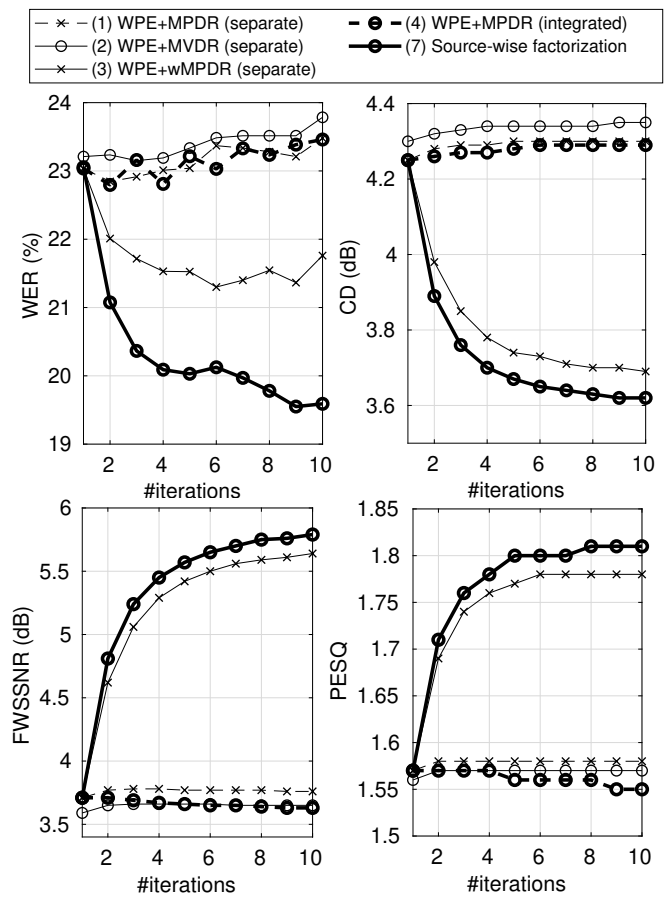 (1) WPE+MPDR (separate)
(2) WPE+MVDR (separate)
(3) WPE+wMPDR (separate)
(4) WPE+MPDR (integrated)
(7) Source-wise factorization
WER (%)
24
23
22
21
20
19
2 4 6 8 10
#iterations
CD (dB)
4.4
4.2
4
3.8
3.6
2 4 6 8 10
#iterations
FWSSNR (dB)
6
5.5
5
4.5
4
3.5
2 4 6 8 10
#iterations
PESQ
1.85
1.8
1.75
1.7
1.65
1.6
1.55
1.5
2 4 6 8 10
#iterations